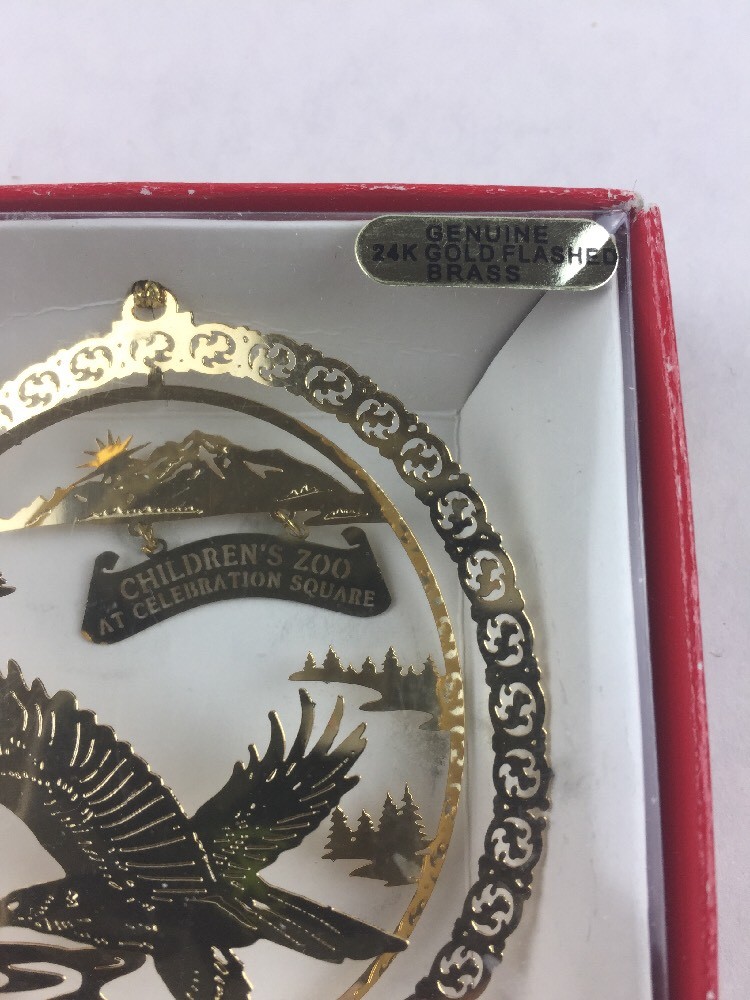 GENUINE
24K GOLD FLASHED
BRASS
CHILDREN'S ZOO
AT CELEBRATION SQUARE